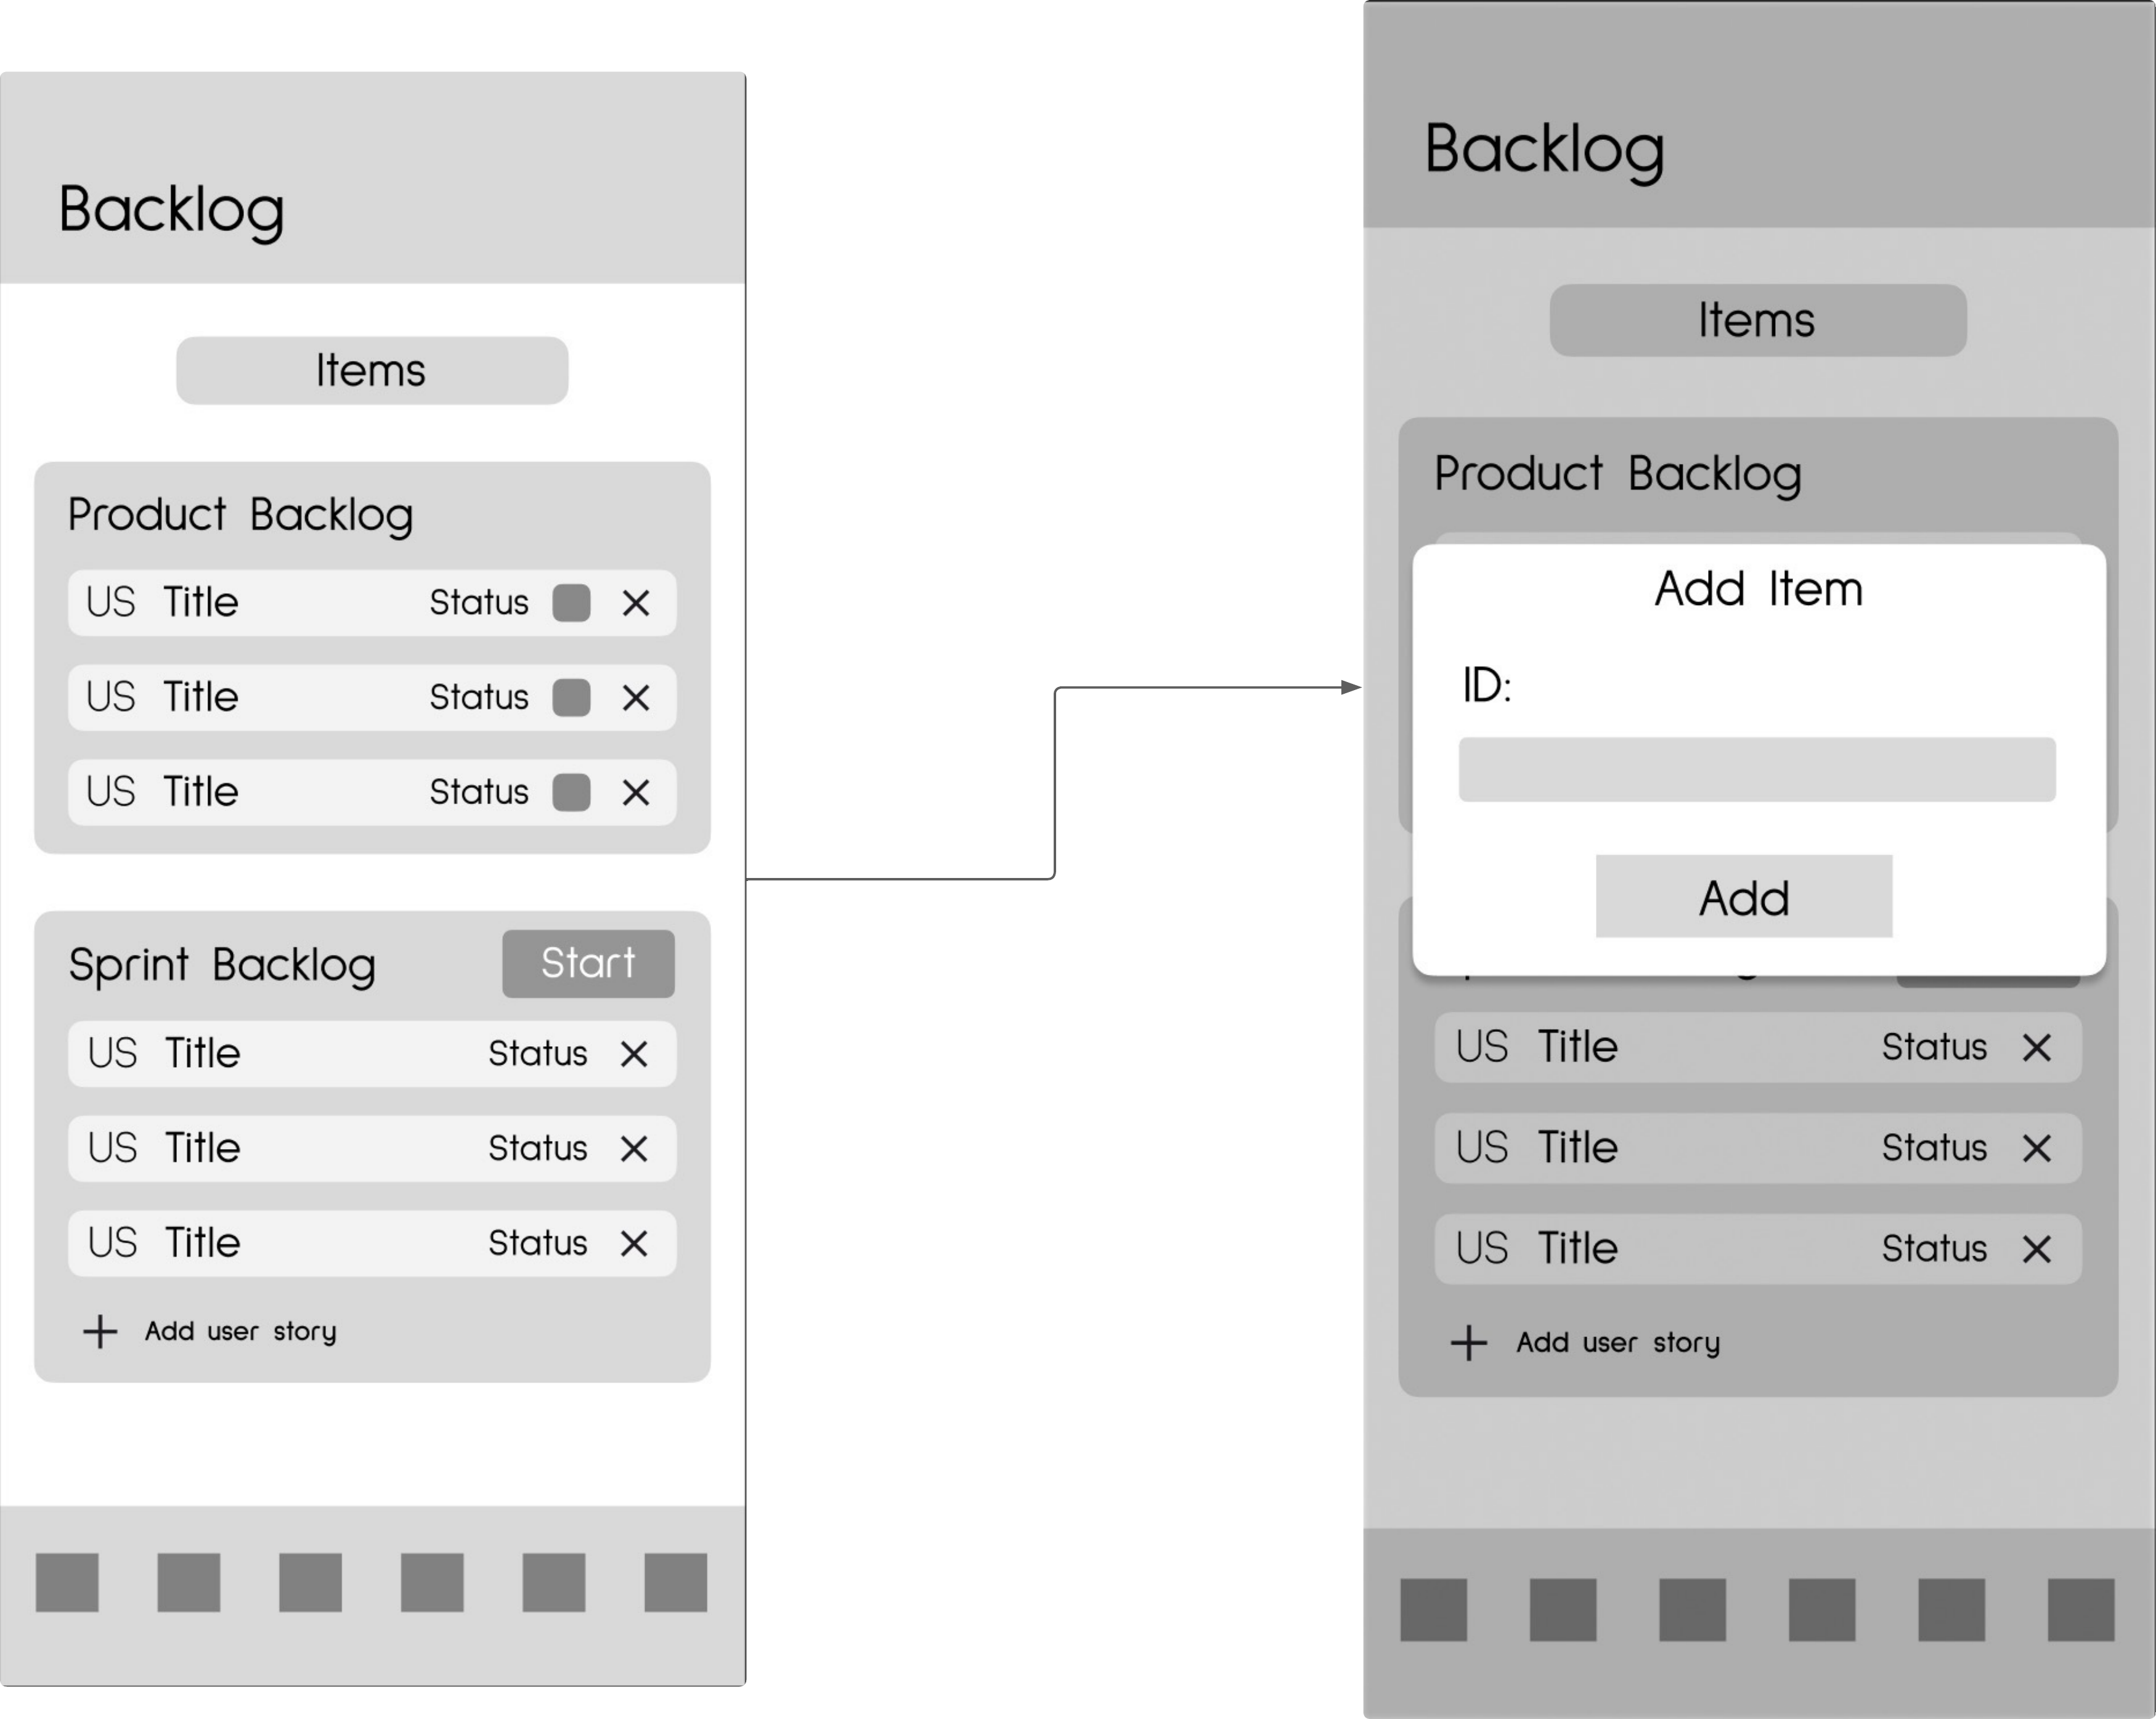 Backlog
Items
Product Backlog
US Title Status
US Title Status
US Title Status
Sprint Backlog Start
US Title Status
US Title Status
US Title Status
Add user story
Backlog
Items
Product Backlog
Add Item
ID:
Add
US Title Status
US Title Status
US Title Status
Add user story